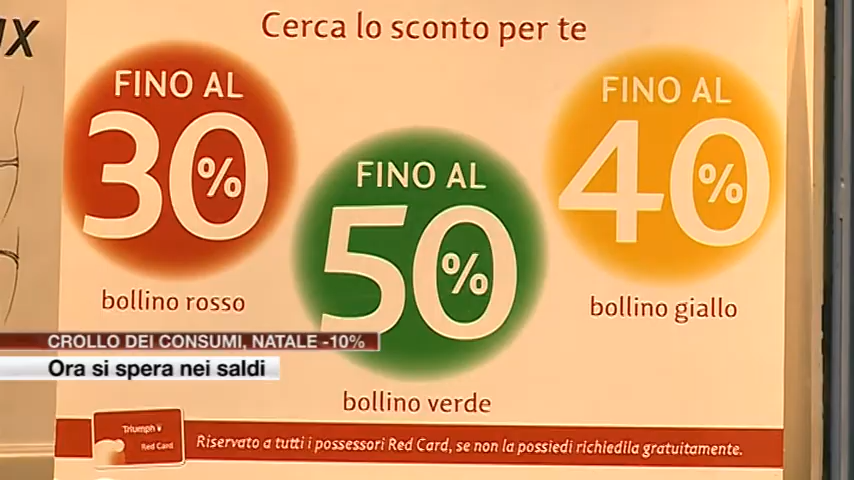 IX
Cerca lo sconto per te
FINO AL
30%
bollino rosso
FINO AL
50%
bollino verde
FINO AL
40%
bollino giallo
CROLLO DEI CONSUMI, NATALE -10%
Ora si spera nei saldi
Triumph
Red Card
Riservato a tutti i possessori Red Card, se non la possiedi richiedila gratuitamente.